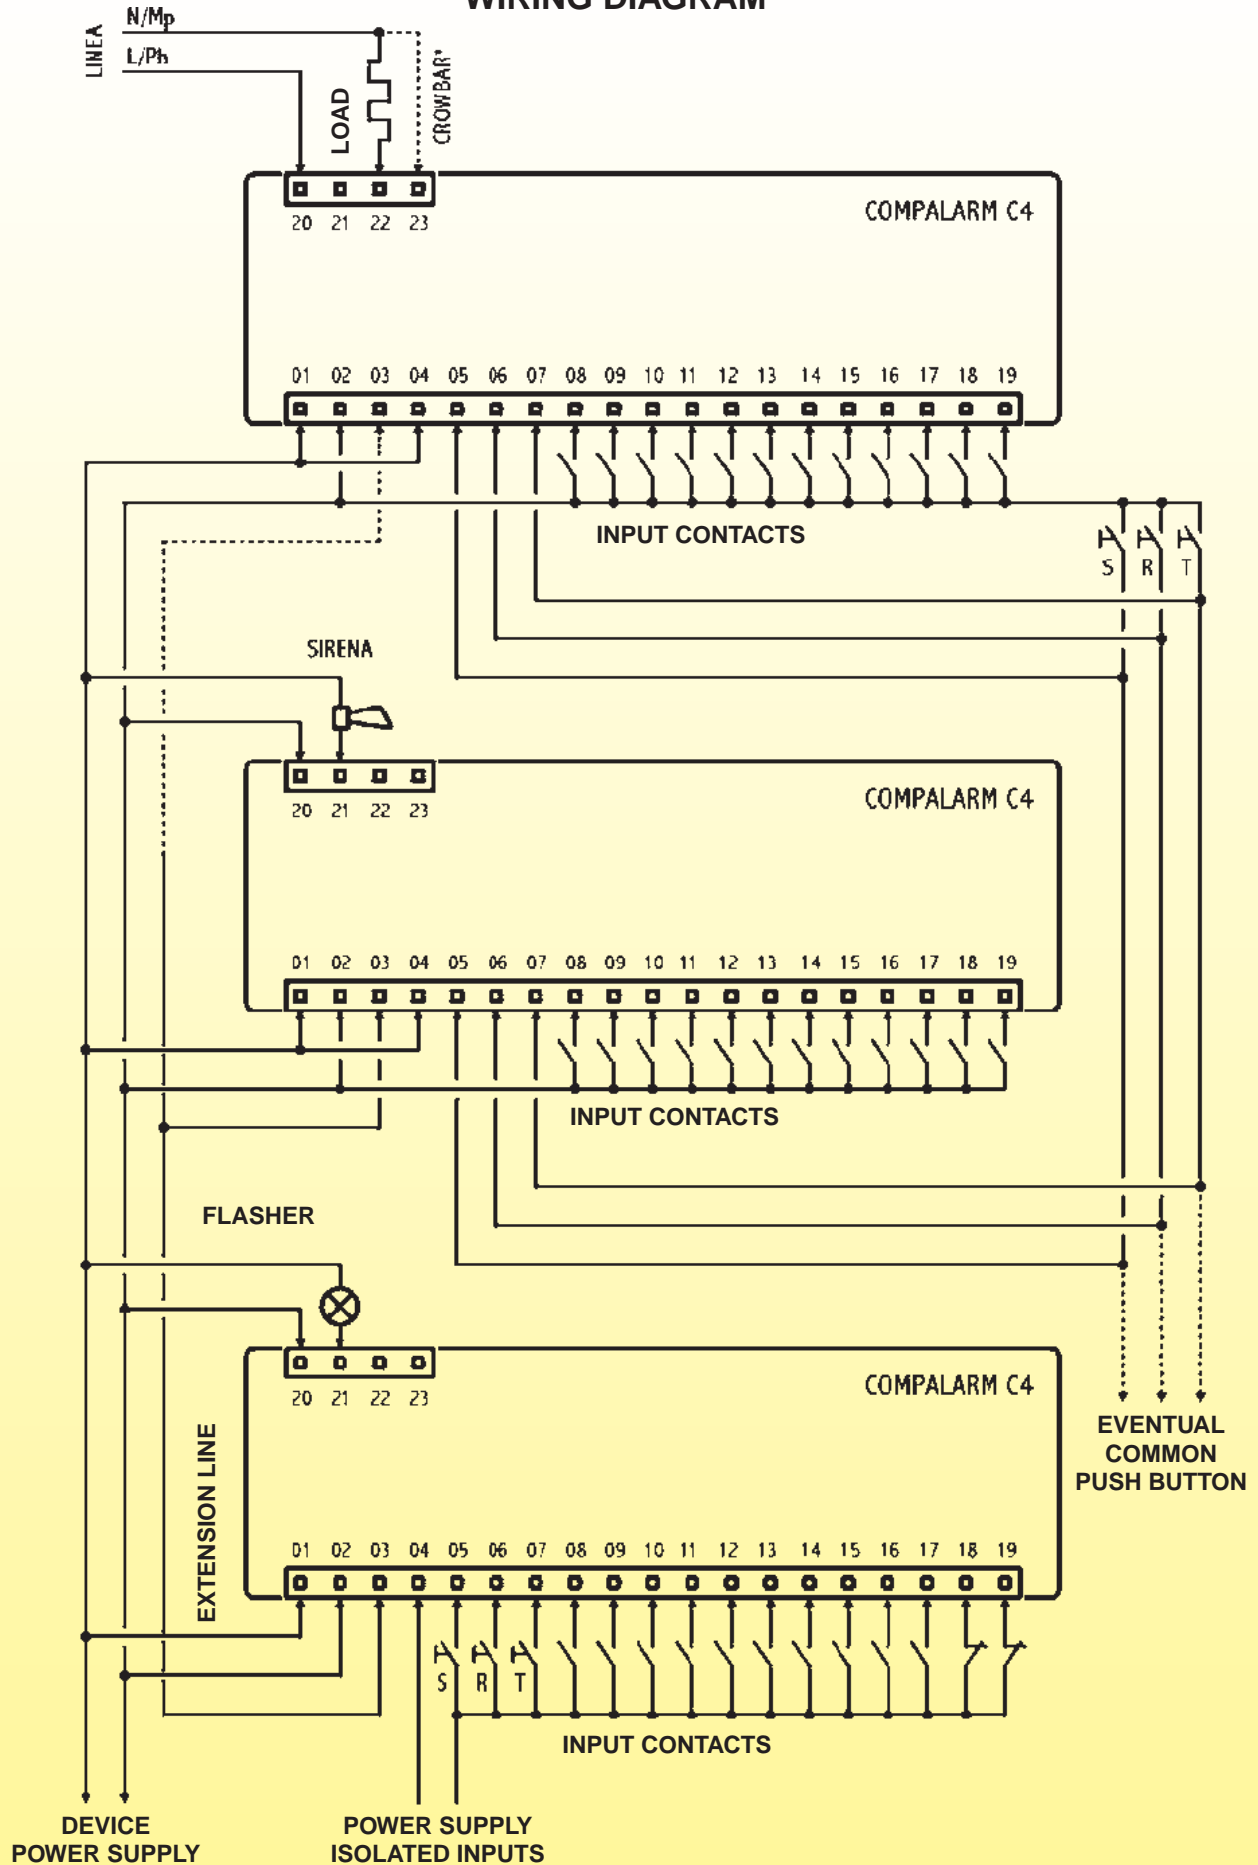 WIRING DIAGRAM
N/Mp
LINEA
L/Ph
LOAD
CROWBAR*
20 21 22 23
COMPALARM C4
01 02 03 04 05 06 07 08 09 10 11 12 13 14 15 16 17 18 19
INPUT CONTACTS
S R T
SIRENA
20 21 22 23
COMPALARM C4
01 02 03 04 05 06 07 08 09 10 11 12 13 14 15 16 17 18 19
INPUT CONTACTS
FLASHER
20 21 22 23
COMPALARM C4
EVENTUAL
COMMON
PUSH BUTTON
EXTENSION LINE
01 02 03 04 05 06 07 08 09 10 11 12 13 14 15 16 17 18 19
S R T
INPUT CONTACTS
DEVICE
POWER SUPPLY
POWER SUPPLY
ISOLATED INPUTS